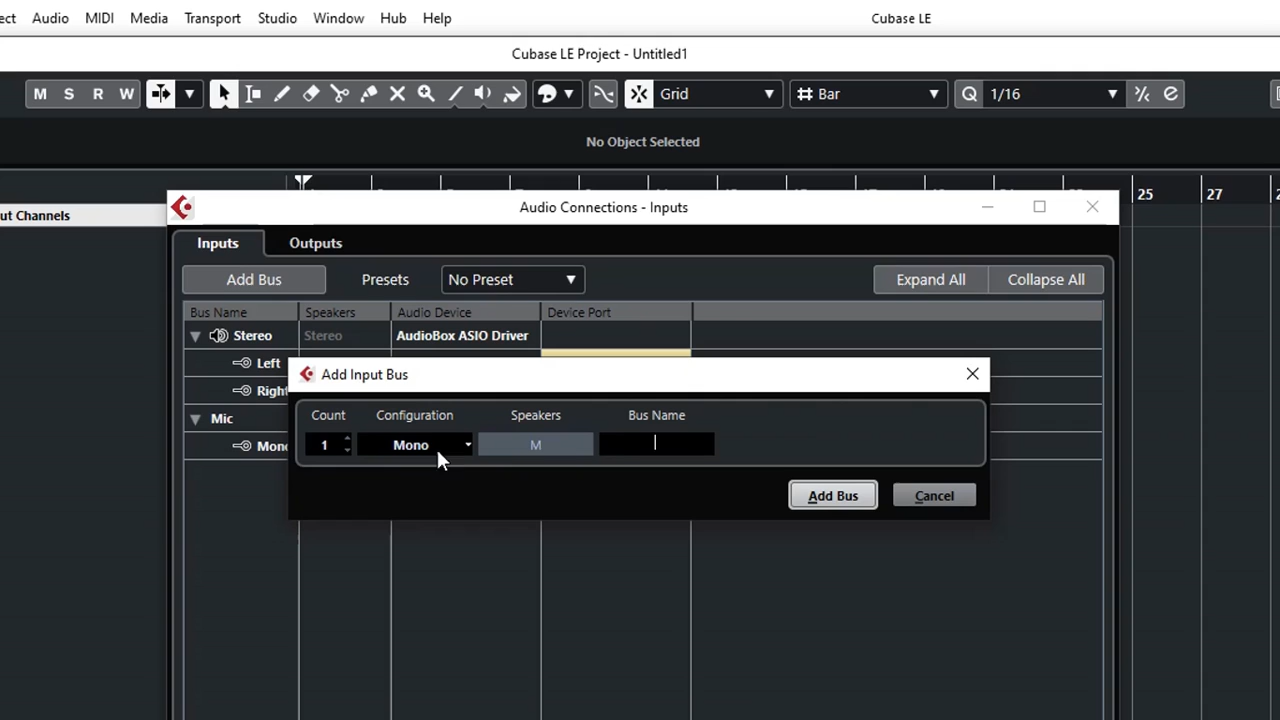 ect Audio MIDI Media Transport Studio Window Hub Help Cubase LE
Cubase LE Project - Untitled1
M S R W Grid Bar Q 1/16
No Object Selected
25 27
ut Channels
Audio Connections - Inputs
Inputs Outputs
Add Bus Presets No Preset Expand All Collapse All
Bus Name Speakers Audio Device Device Port
Stereo Stereo AudioBox ASIO Driver
Left
Right
Mic
Mono
Add Input Bus
Count Configuration Speakers Bus Name
1 Mono M
Add Bus Cancel